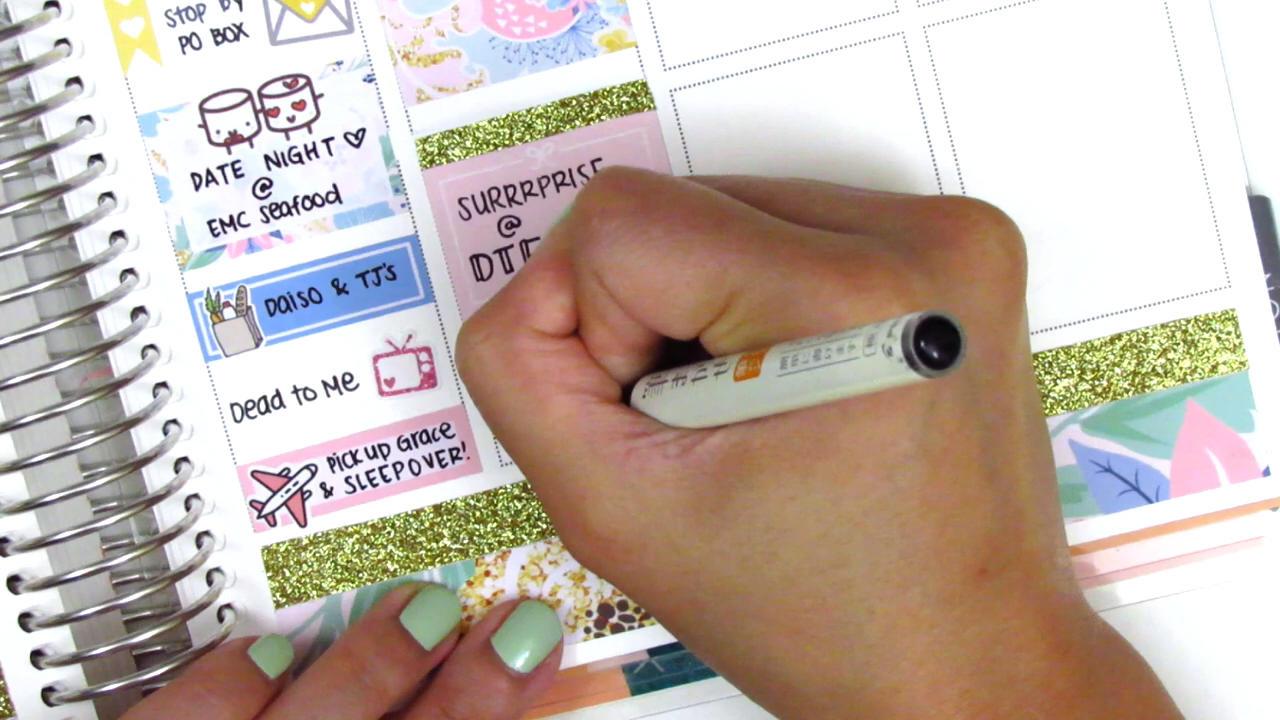 stop by
PO BOX
DATE NIGHT
@
EMC seafood
Daiso & TJ's
Dead to Me
Pick up Grace
& SLEEPOVER!
SURRRPRISE
@